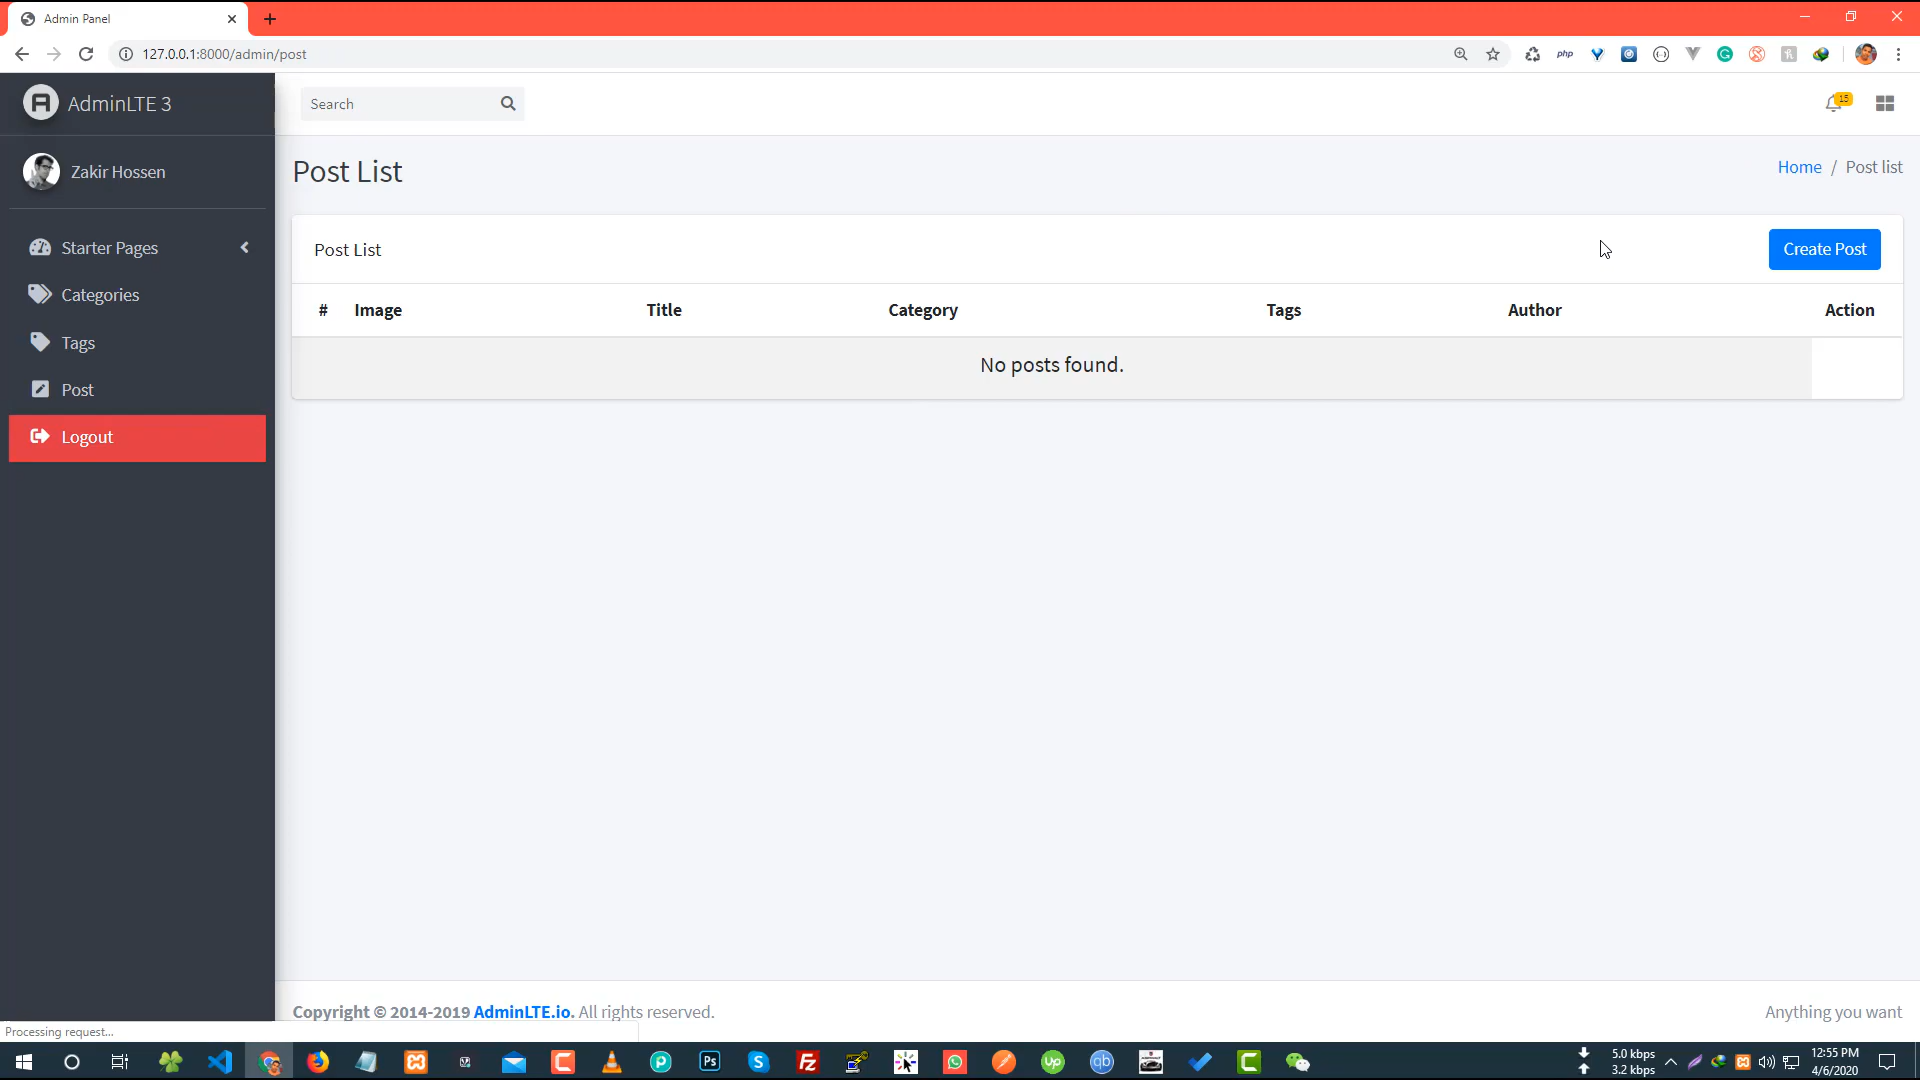 Admin Panel
127.0.0.1:8000/admin/post
php
AdminLTE 3
Search
15
Zakir Hossen
Post List
Home / Post list
Starter Pages
Categories
Tags
Post
Logout
Post List
Create Post
# Image Title Category Tags Author Action
No posts found.
Copyright © 2014-2019 AdminLTE.io. All rights reserved.
Anything you want
Processing request...
5.0 kbps
3.2 kbps
12:55 PM
4/6/2020